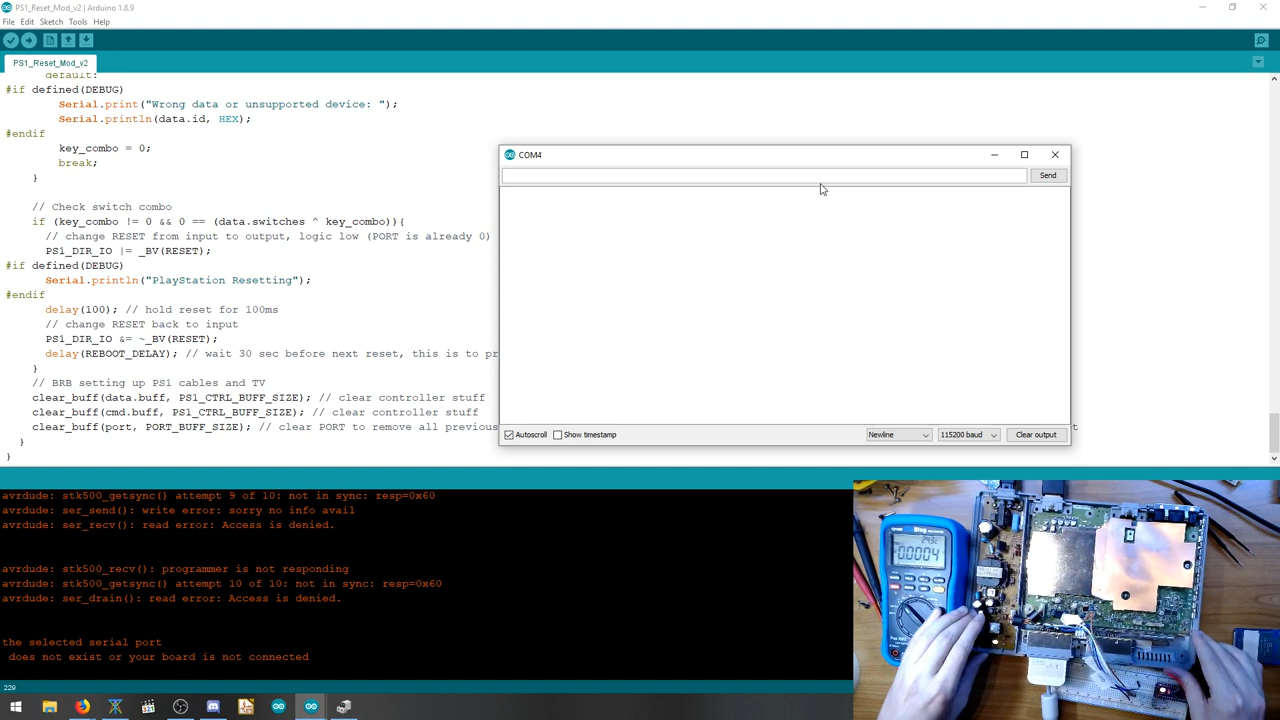 PS1_Reset_Mod_v2 | Arduino 1.8.9
File Edit Sketch Tools Help
PS1_Reset_Mod_v2
default:
#if defined(DEBUG)
Serial.print("Wrong data or unsupported device: ");
Serial.println(data.id, HEX);
#endif
key_combo = 0;
break;
}
// Check switch combo
if (key_combo != 0 && 0 == (data.switches ^ key_combo)){
// change RESET from input to output, logic low (PORT is already 0)
PS1_DIR_IO |= _BV(RESET);
#if defined(DEBUG)
Serial.println("PlayStation Resetting");
#endif
delay(100); // hold reset for 100ms
// change RESET back to input
PS1_DIR_IO &= ~_BV(RESET);
delay(REBOOT_DELAY); // wait 30 sec before next reset, this is to pr
}
// BRB setting up PS1 cables and TV
clear_buff(data.buff, PS1_CTRL_BUFF_SIZE); // clear controller stuff
clear_buff(cmd.buff, PS1_CTRL_BUFF_SIZE); // clear controller stuff
clear_buff(port, PORT_BUFF_SIZE); // clear PORT to remove all previous t
}
}
COM4
Send
Autoscroll Show timestamp Newline 115200 baud Clear output
avrdude: stk500_getsync() attempt 9 of 10: not in sync: resp=0x60
avrdude: ser_send(): write error: sorry no info avail
avrdude: ser_recv(): read error: Access is denied.
avrdude: stk500_recv(): programmer is not responding
avrdude: stk500_getsync() attempt 10 of 10: not in sync: resp=0x60
avrdude: ser_drain(): read error: Access is denied.
the selected serial port
does not exist or your board is not connected
229